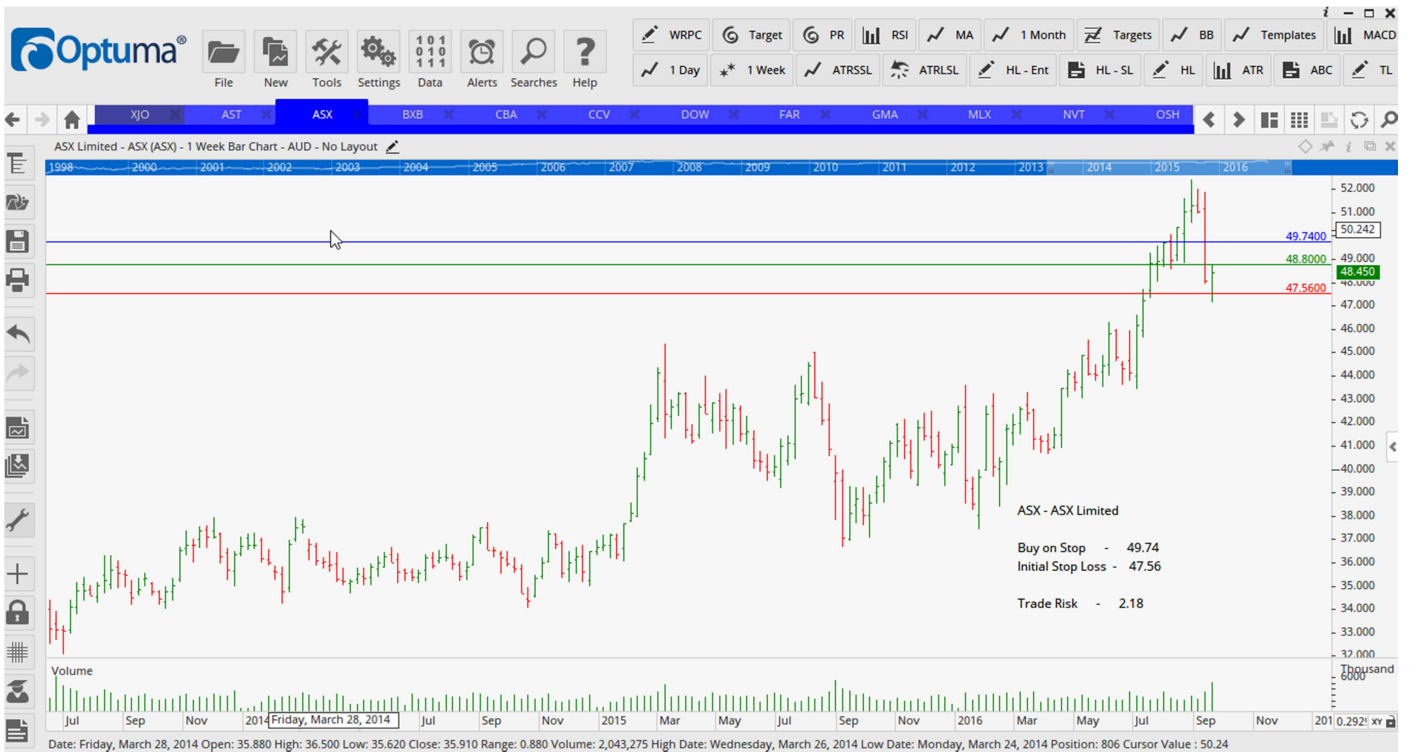 Optuma®
File New Tools Settings Data Alerts Searches Help
WRPC Target PR RSI MA 1 Month Targets BB Templates MACD
1 Day 1 Week ATRSSL ATRLSL HL - Ent HL - SL HL ATR ABC TL
XJO AST ASX BXB CBA CCV DOW FAR GMA MLX NVT OSH
ASX Limited - ASX (ASX) - 1 Week Bar Chart - AUD - No Layout
1998 2000 2001 2002 2003 2004 2005 2006 2007 2008 2009 2010 2011 2012 2013 2014 2015 2016
52.000
51.000
49.7400 50.242
48.8000 49.000
48.450
48.000
47.5600
47.000
46.000
45.000
44.000
43.000
42.000
41.000
40.000
39.000
38.000
37.000
36.000
35.000
34.000
33.000
32.000
ASX - ASX Limited
Buy on Stop - 49.74
Initial Stop Loss - 47.56
Trade Risk - 2.18
Volume Thousand
6000
Jul Sep Nov 2014 Friday, March 28, 2014 Jul Sep Nov 2015 Mar May Jul Sep Nov 2016 Mar May Jul Sep Nov 201 XY
Date: Friday, March 28, 2014 Open: 35.880 High: 36.500 Low: 35.620 Close: 35.910 Range: 0.880 Volume: 2,043,275 High Date: Wednesday, March 26, 2014 Low Date: Monday, March 24, 2014 Position: 806 Cursor Value : 50.24